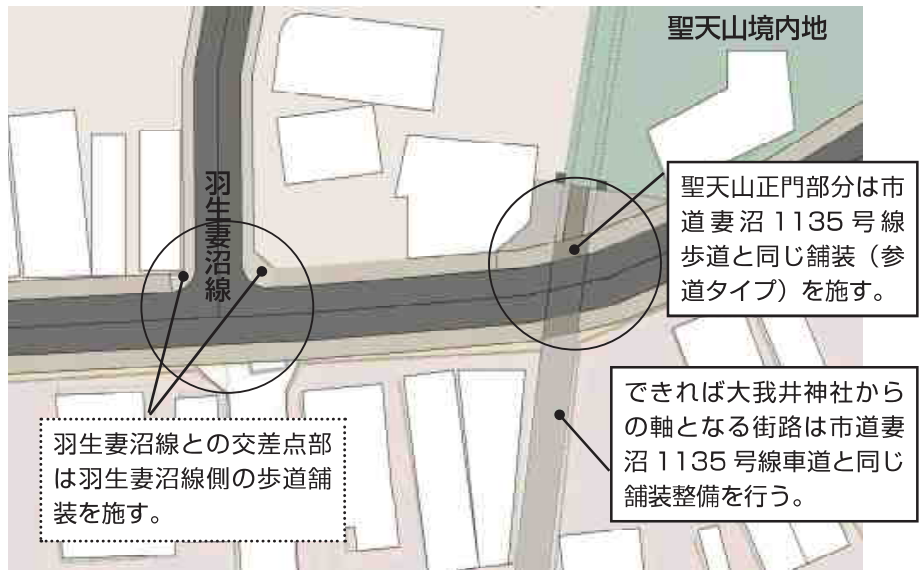 聖天山境内地
羽生妻沼線
聖天山正門部分は市
道妻沼1135号線
歩道と同じ舗装（参
道タイプ）を施す。
できれば大我井神社から
の軸となる街路は市道妻
沼1135号線車道と同じ
舗装整備を行う。
羽生妻沼線との交差点部
は羽生妻沼線側の歩道舗
装を施す。